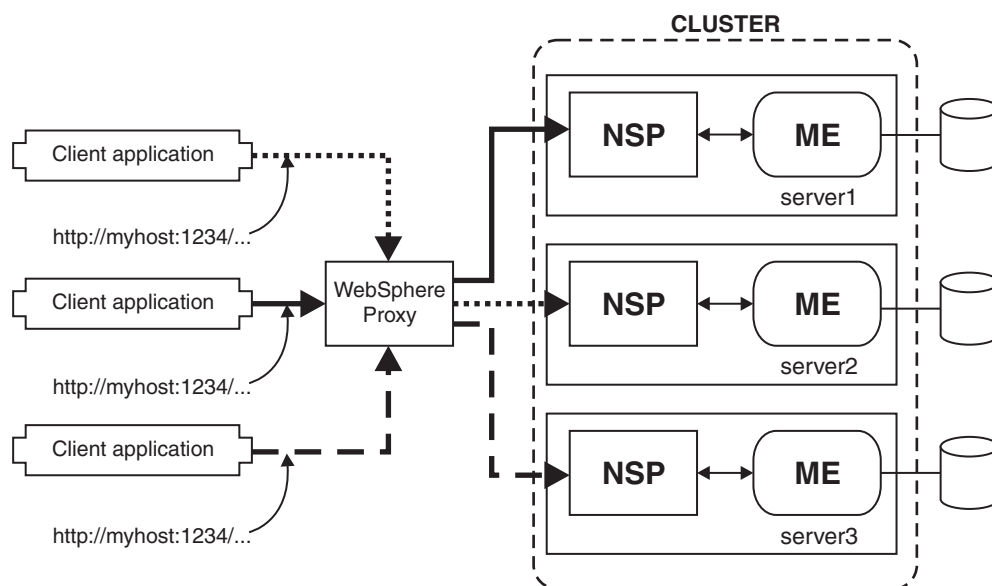 CLUSTER
Client application
http://myhost:1234/...
Client application
http://myhost:1234/...
Client application
http://myhost:1234/...
WebSphere
Proxy
NSP
ME
server1
NSP
ME
server2
NSP
ME
server3